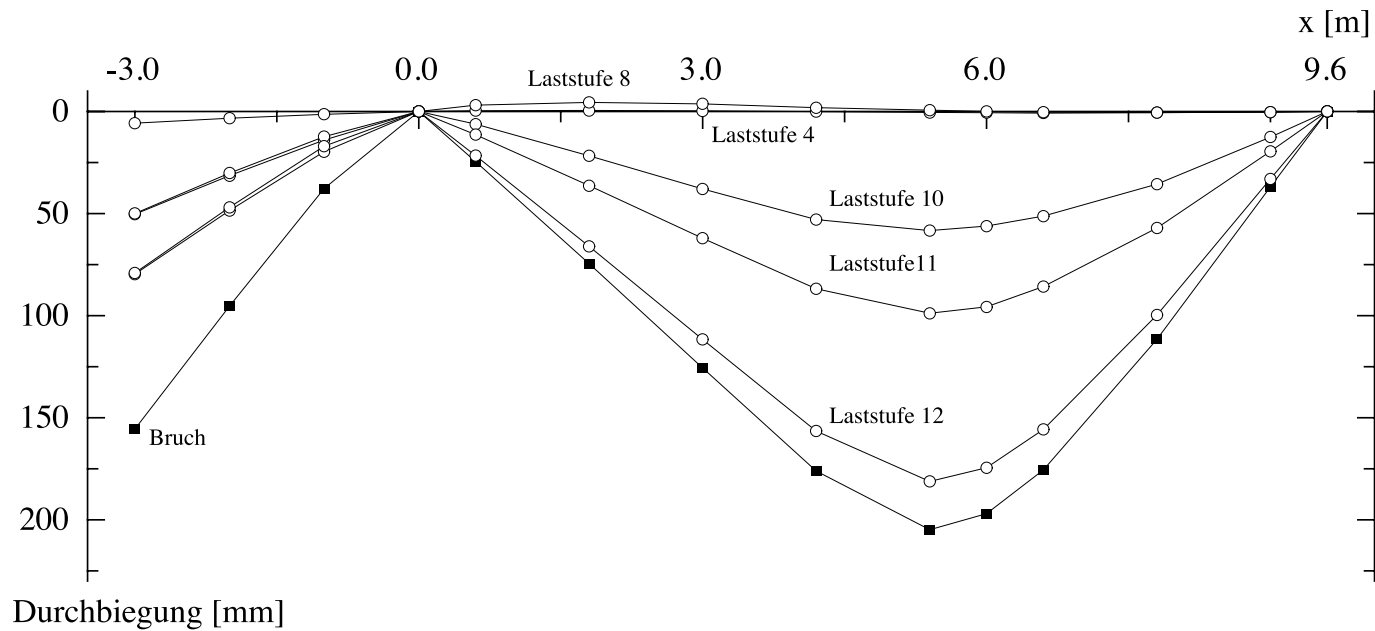 x [m]
-3.0 0.0 3.0 6.0 9.6
Laststufe 8
0
Laststufe 4
50
Laststufe 10
Laststufe11
100
150
Laststufe 12
Bruch
200
Durchbiegung [mm]